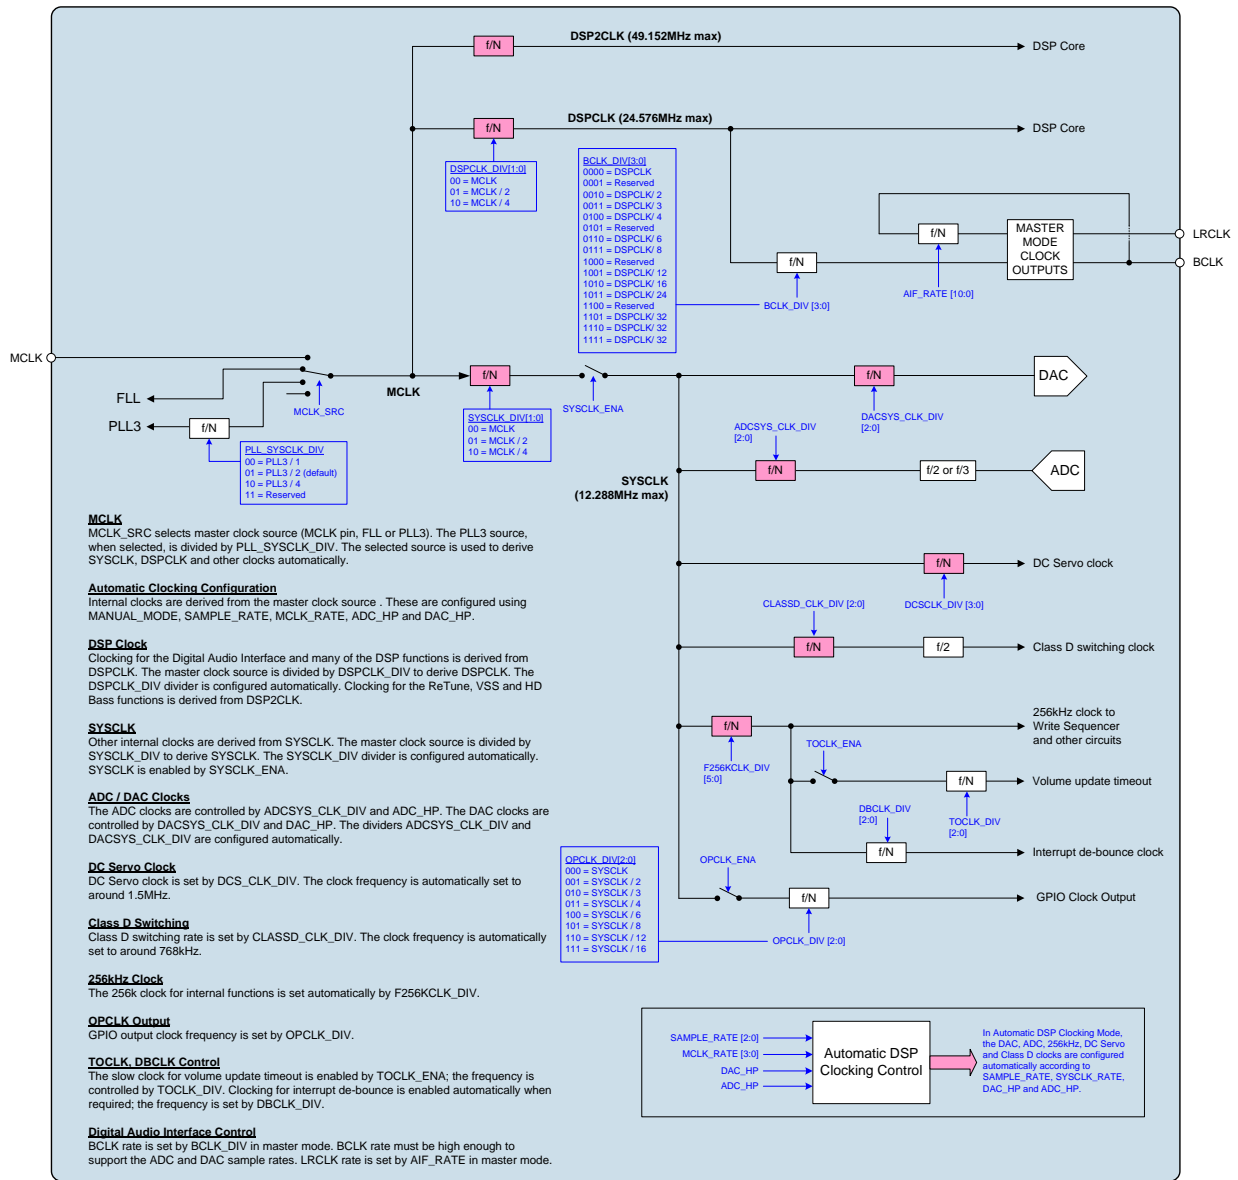 DSP2CLK (49.152MHz max)
f/N
DSP Core
DSPCLK (24.576MHz max)
f/N
DSP Core
DSPCLK_DIV[1:0]
00 = MCLK
01 = MCLK / 2
10 = MCLK / 4
BCLK_DIV[3:0]
0000 = DSPCLK
0001 = Reserved
0010 = DSPCLK/ 2
0011 = DSPCLK/ 3
0100 = DSPCLK/ 4
0101 = Reserved
0110 = DSPCLK/ 6
0111 = DSPCLK/ 8
1000 = Reserved
1001 = DSPCLK/ 12
1010 = DSPCLK/ 16
1011 = DSPCLK/ 24
1100 = Reserved
1101 = DSPCLK/ 32
1110 = DSPCLK/ 32
1111 = DSPCLK/ 32
f/N
BCLK_DIV [3:0]
f/N
AIF_RATE [10:0]
MASTER
MODE
CLOCK
OUTPUTS
LRCLK
BCLK
MCLK
FLL
PLL3
f/N
MCLK_SRC
PLL_SYSCLK_DIV
00 = PLL3 / 1
01 = PLL3 / 2 (default)
10 = PLL3 / 4
11 = Reserved
MCLK
f/N
SYSCLK_DIV[1:0]
00 = MCLK
01 = MCLK / 2
10 = MCLK / 4
SYSCLK_ENA
f/N
DACSYS_CLK_DIV
[2:0]
DAC
ADCSYS_CLK_DIV
[2:0]
f/N
f/2 or f/3
ADC
SYSCLK
(12.288MHz max)
f/N
DC Servo clock
DCSCLK_DIV [3:0]
CLASSD_CLK_DIV [2:0]
f/N
f/2
Class D switching clock
f/N
F256KCLK_DIV
[5:0]
256kHz clock to
Write Sequencer
and other circuits
TOCLK_ENA
f/N
Volume update timeout
TOCLK_DIV
[2:0]
DBCLK_DIV
[2:0]
f/N
Interrupt de-bounce clock
OPCLK_DIV[2:0]
000 = SYSCLK
001 = SYSCLK / 2
010 = SYSCLK / 3
011 = SYSCLK / 4
100 = SYSCLK / 6
101 = SYSCLK / 8
110 = SYSCLK / 12
111 = SYSCLK / 16
OPCLK_ENA
f/N
GPIO Clock Output
OPCLK_DIV [2:0]
MCLK
MCLK_SRC selects master clock source (MCLK pin, FLL or PLL3). The PLL3 source,
when selected, is divided by PLL_SYSCLK_DIV. The selected source is used to derive
SYSCLK, DSPCLK and other clocks automatically.
Automatic Clocking Configuration
Internal clocks are derived from the master clock source . These are configured using
MANUAL_MODE, SAMPLE_RATE, MCLK_RATE, ADC_HP and DAC_HP.
DSP Clock
Clocking for the Digital Audio Interface and many of the DSP functions is derived from
DSPCLK. The master clock source is divided by DSPCLK_DIV to derive DSPCLK. The
DSPCLK_DIV divider is configured automatically. Clocking for the ReTune, VSS and HD
Bass functions is derived from DSP2CLK.
SYSCLK
Other internal clocks are derived from SYSCLK. The master clock source is divided by
SYSCLK_DIV to derive SYSCLK. The SYSCLK_DIV divider is configured automatically.
SYSCLK is enabled by SYSCLK_ENA.
ADC / DAC Clocks
The ADC clocks are controlled by ADCSYS_CLK_DIV and ADC_HP. The DAC clocks are
controlled by DACSYS_CLK_DIV and DAC_HP. The dividers ADCSYS_CLK_DIV and
DACSYS_CLK_DIV are configured automatically.
DC Servo Clock
DC Servo clock is set by DCS_CLK_DIV. The clock frequency is automatically set to
around 1.5MHz.
Class D Switching
Class D switching rate is set by CLASSD_CLK_DIV. The clock frequency is automatically
set to around 768kHz.
256kHz Clock
The 256k clock for internal functions is set automatically by F256KCLK_DIV.
OPCLK Output
GPIO output clock frequency is set by OPCLK_DIV.
TOCLK, DBCLK Control
The slow clock for volume update timeout is enabled by TOCLK_ENA; the frequency is
controlled by TOCLK_DIV. Clocking for interrupt de-bounce is enabled automatically when
required; the frequency is set by DBCLK_DIV.
Digital Audio Interface Control
BCLK rate is set by BCLK_DIV in master mode. BCLK rate must be high enough to
support the ADC and DAC sample rates. LRCLK rate is set by AIF_RATE in master mode.
SAMPLE_RATE [2:0]
MCLK_RATE [3:0]
DAC_HP
ADC_HP
Automatic DSP
Clocking Control
In Automatic DSP Clocking Mode,
the DAC, ADC, 256kHz, DC Servo
and Class D clocks are configured
automatically according to
SAMPLE_RATE, SYSCLK_RATE,
DAC_HP and ADC_HP.